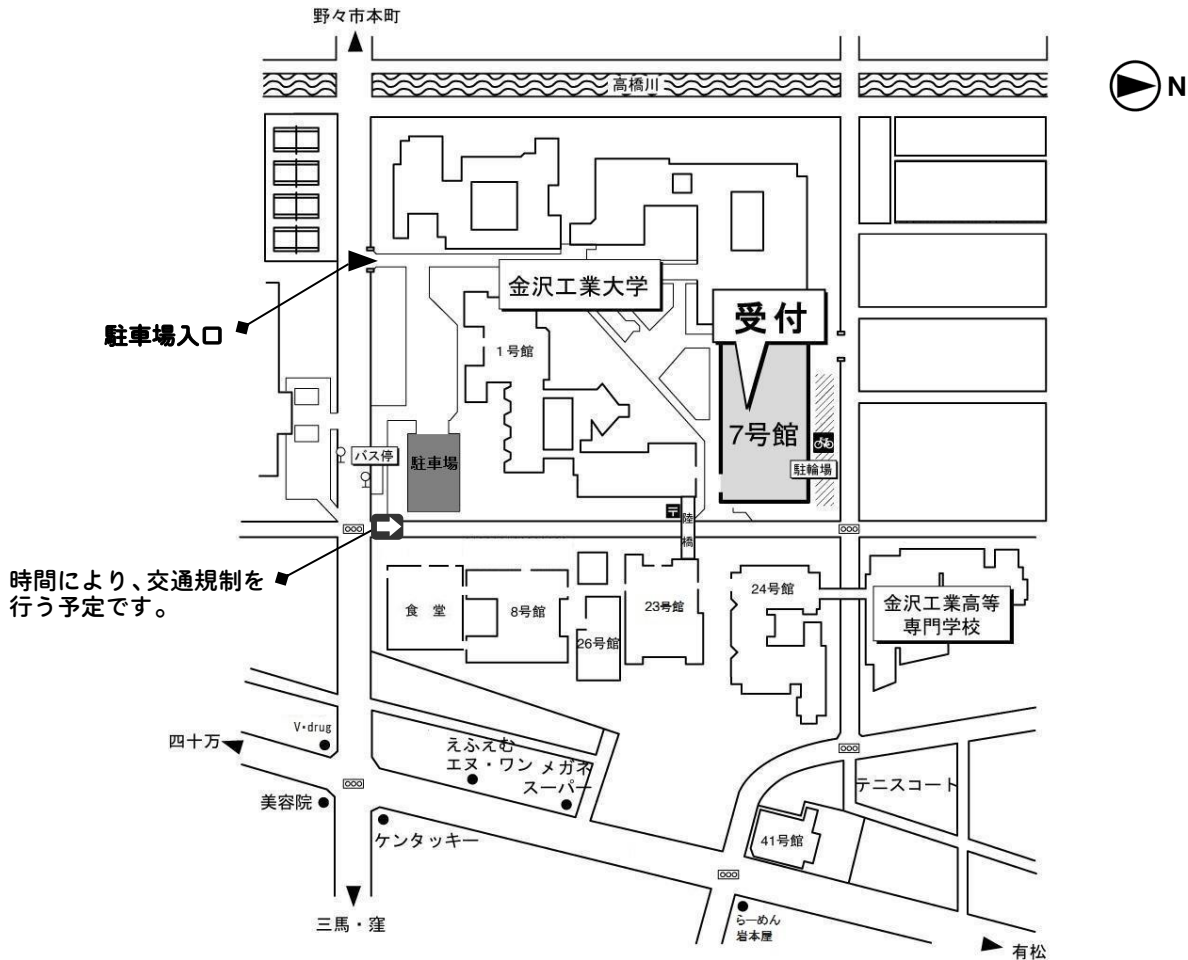 野々市本町
N
高橋川
金沢工業大学
受付
駐車場入口
1号館
7号館
バス停
駐車場
駐輪場
〒
陸橋
時間により、交通規制を
行う予定です。
食堂
8号館
26号館
23号館
24号館
金沢工業高等
専門学校
V・drug
四十万
えふえむ
エヌ・ワン
メガネ
スーパー
テニスコート
美容院
ケンタッキー
41号館
三馬・窪
らーめん
岩本屋
有松